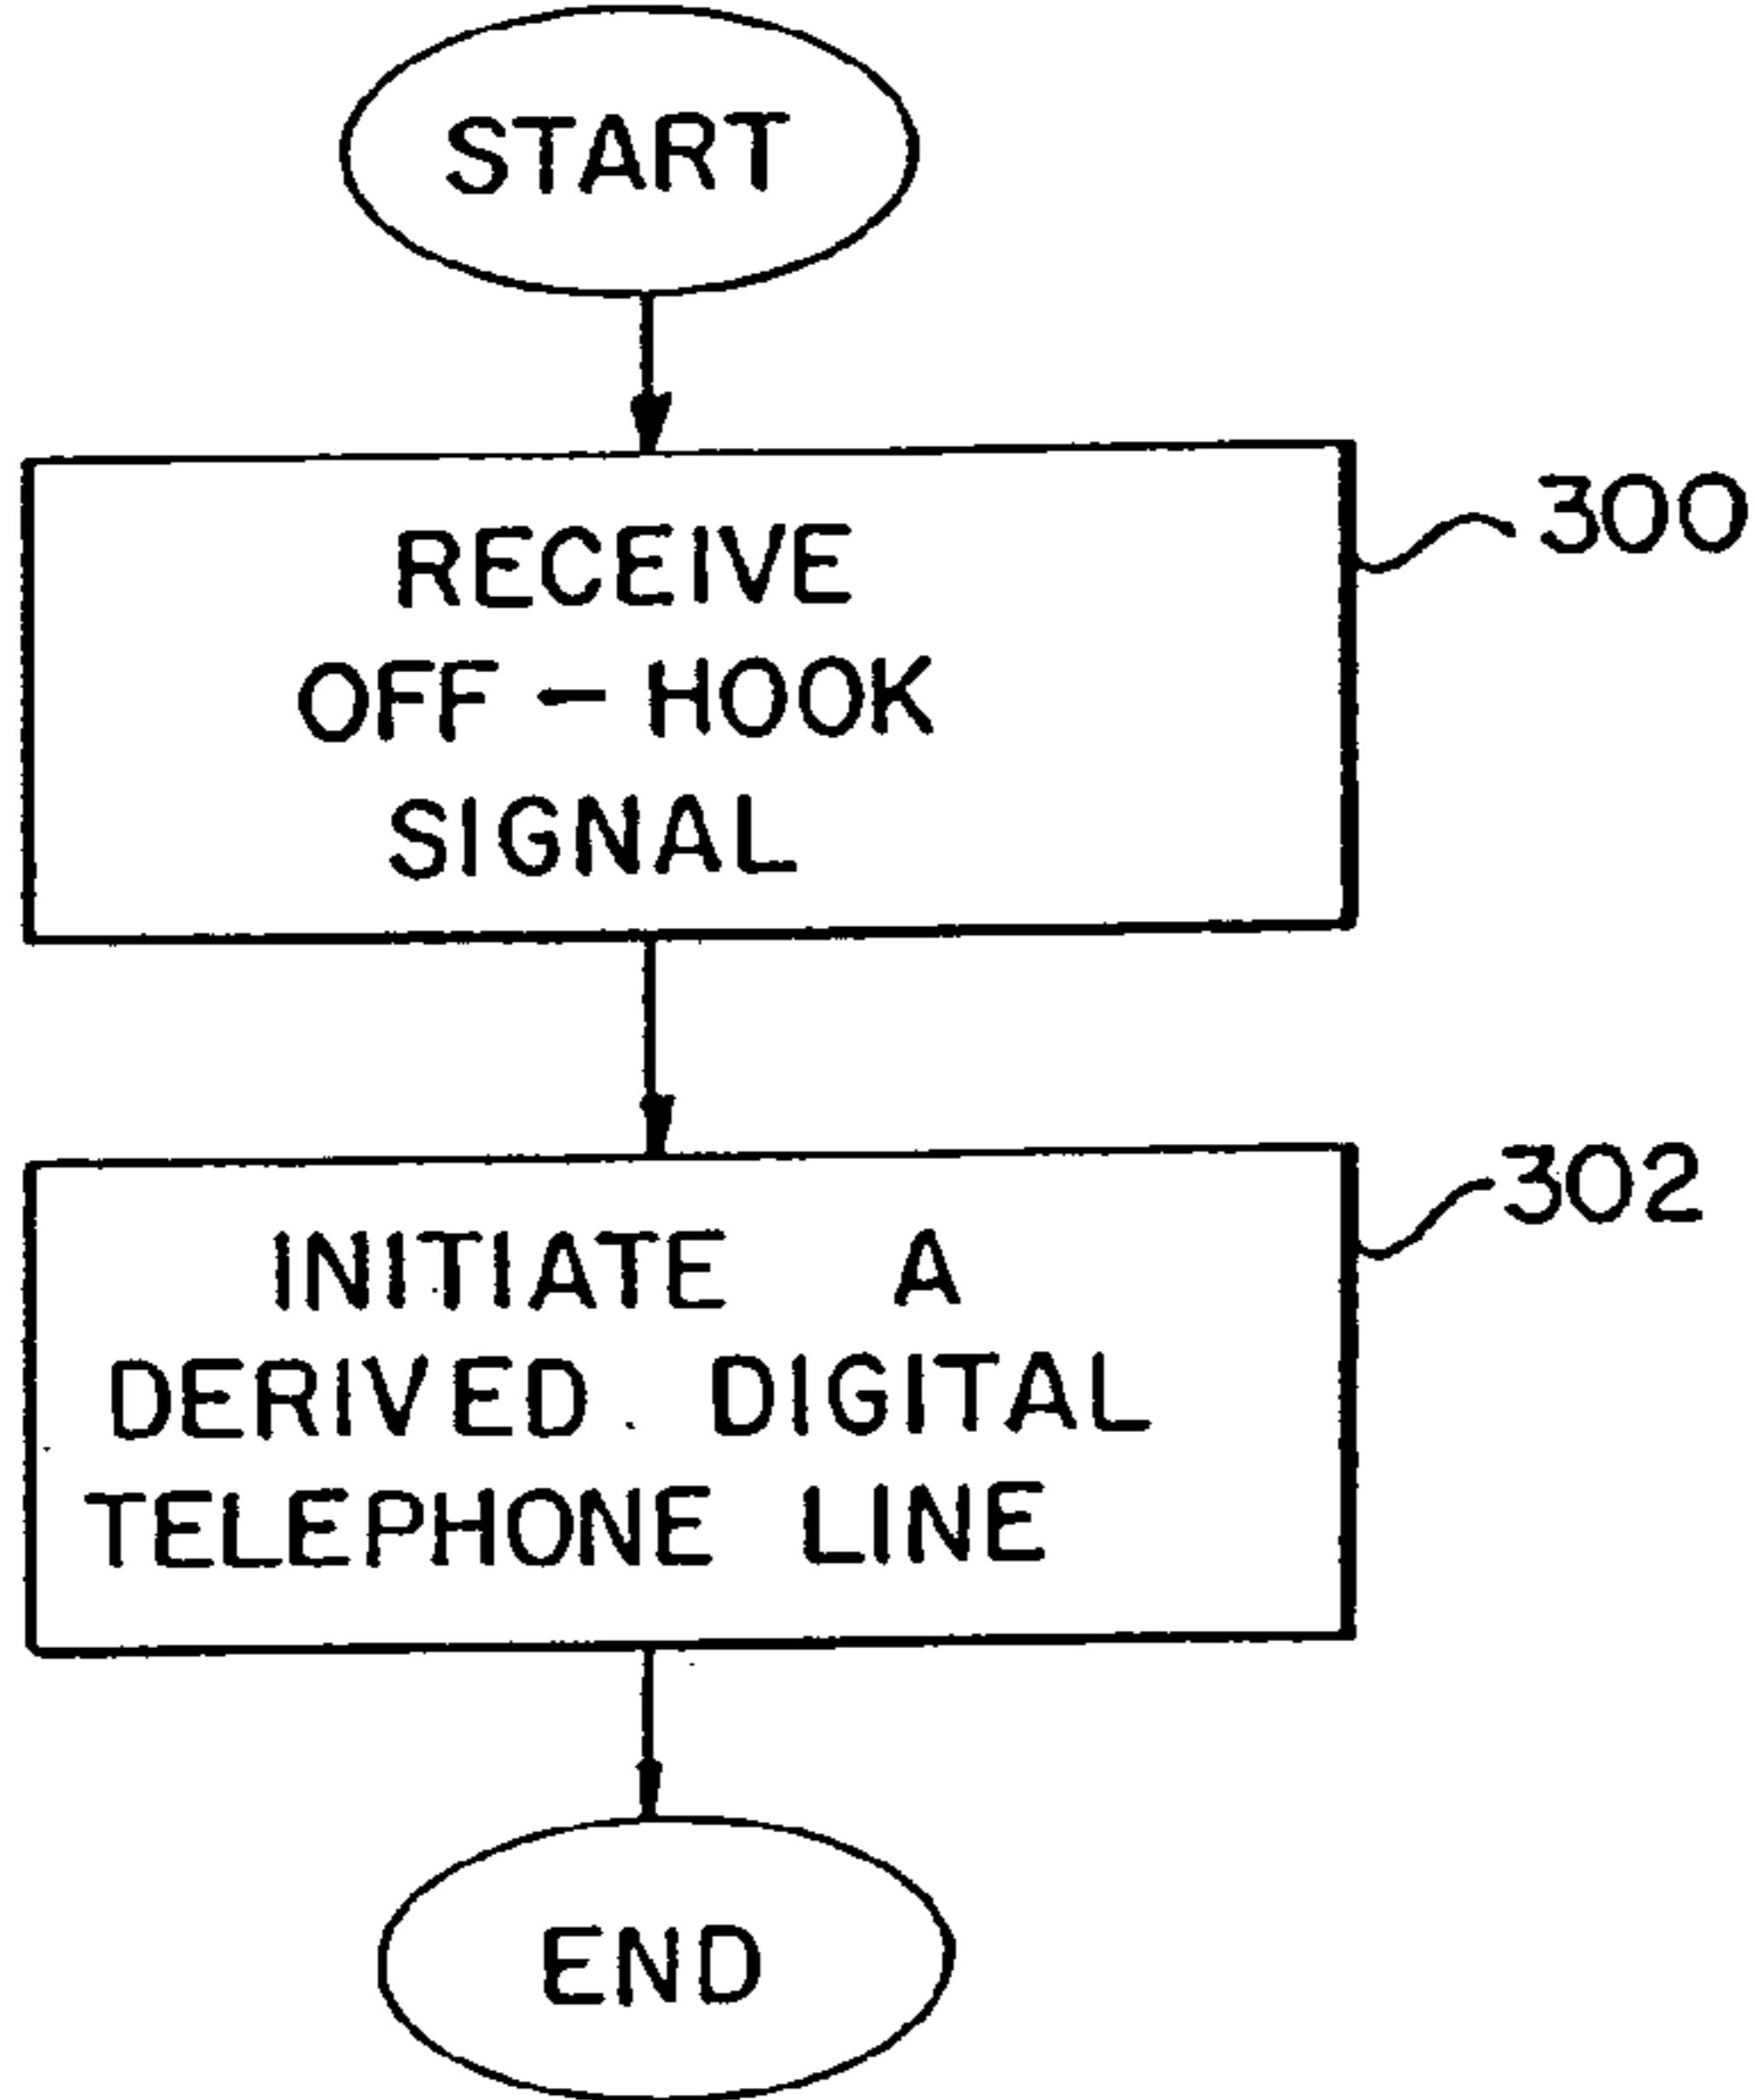 START
RECEIVE
OFF - HOOK
SIGNAL
300
INITIATE A
DERIVED DIGITAL
TELEPHONE LINE
302
END